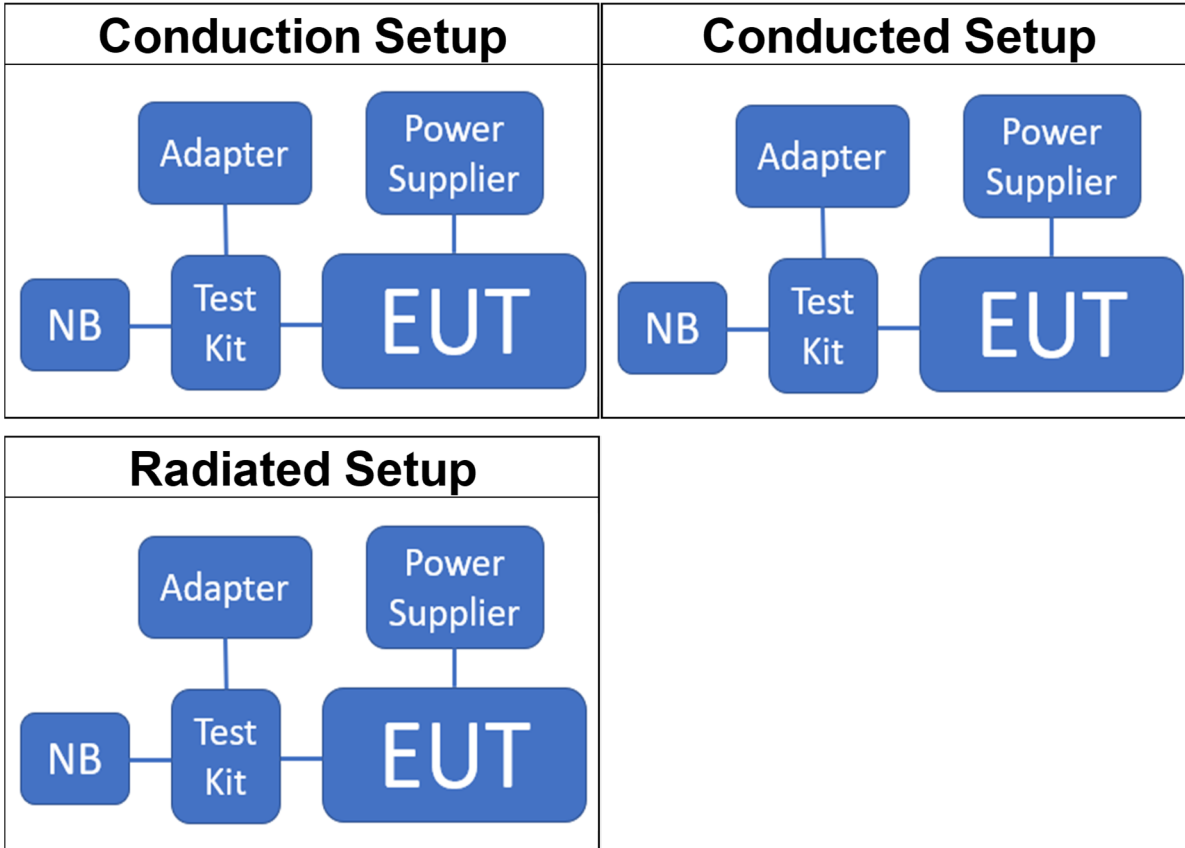 Conduction Setup
Adapter
Power
Supplier
NB
Test
Kit
EUT
Conducted Setup
Adapter
Power
Supplier
NB
Test
Kit
EUT
Radiated Setup
Adapter
Power
Supplier
NB
Test
Kit
EUT